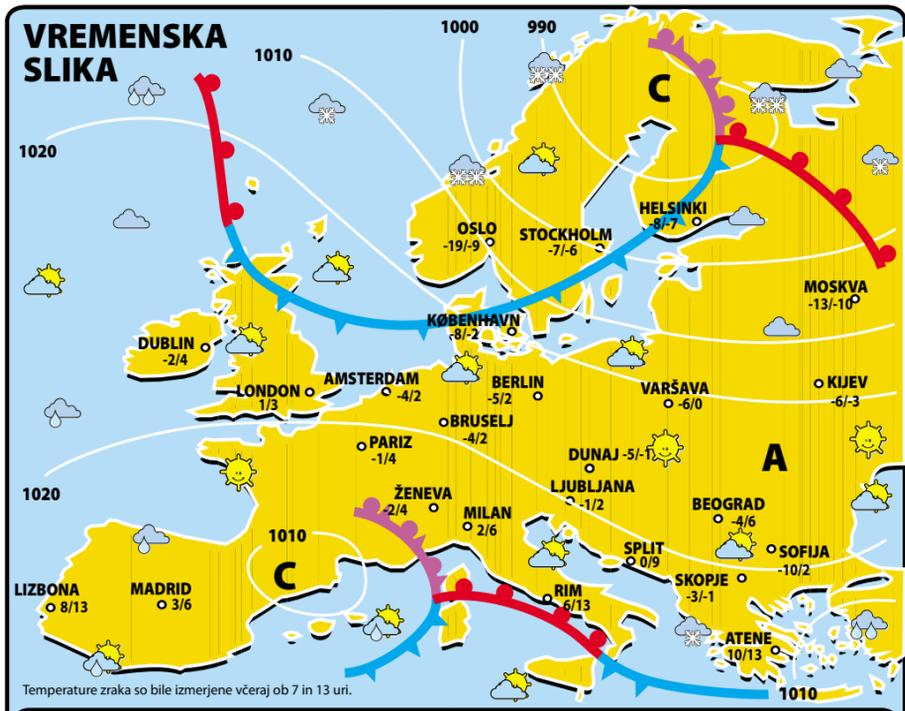 VREMENSKA
SLIKA
1010
1000
990
1020
C
HELSINKI
-8/-7
OSLO
-19/-9
STOCKHOLM
-7/-6
MOSKVA
-13/-10
KØBENHAVN
-8/-2
DUBLIN
-2/4
LONDON
1/3
AMSTERDAM
-4/2
BERLIN
-5/2
VARŠAVA
-6/0
KIJEV
-6/-3
BRUSELJ
-4/2
PARIZ
-1/4
DUNAJ -5/-1
A
LJUBLJANA
-1/2
1020
ŽENEVA
-2/4
MILAN
2/6
BEOGRAD
-4/6
1010
C
SPLIT
0/9
SOFIJA
-10/2
SKOPJE
-3/-1
LIZBONA
8/13
MADRID
3/6
RIM
6/13
ATENE
10/13
Temperature zraka so bile izmerjene včeraj ob 7 in 13 uri.
1010